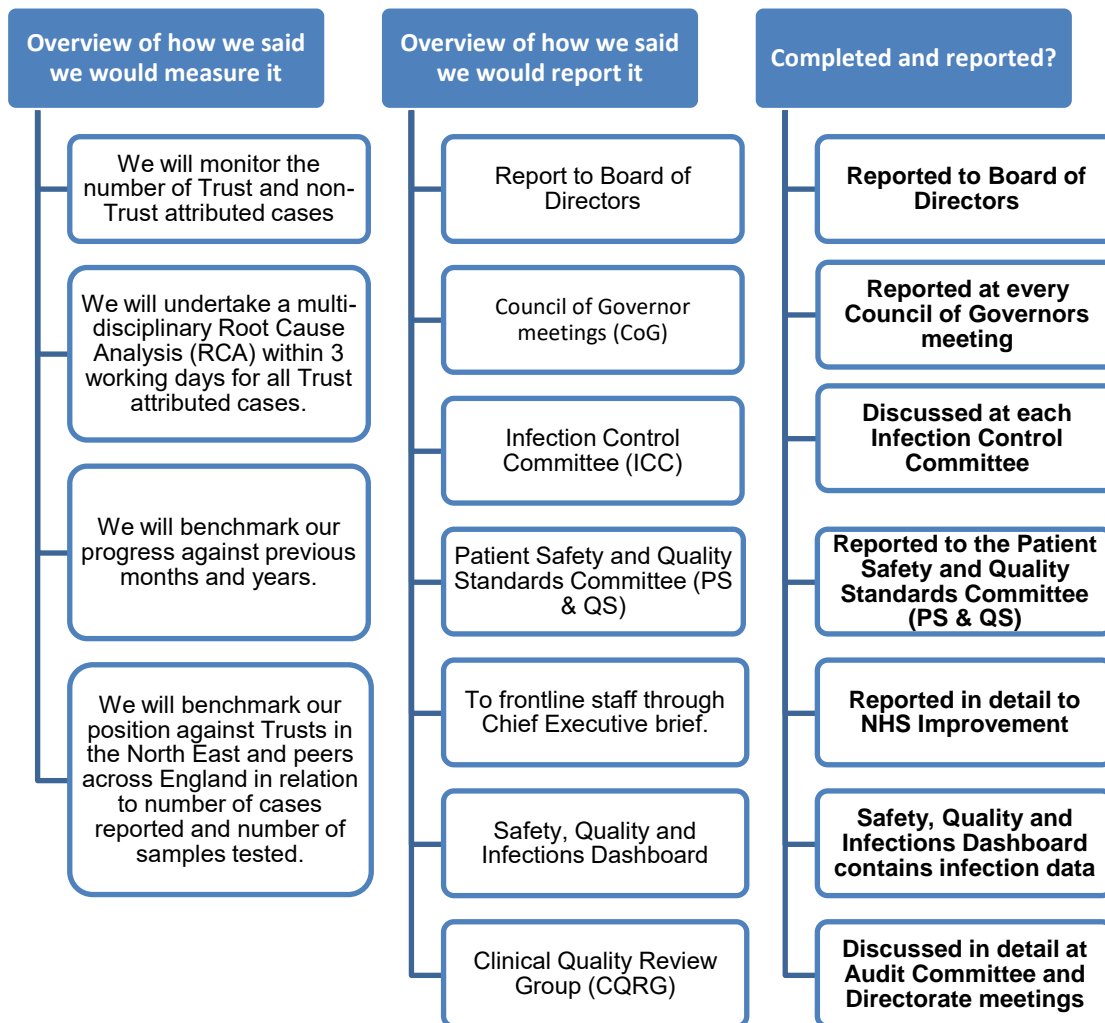 Overview of how we said
we would measure it
We will monitor the
number of Trust and non-
Trust attributed cases
We will undertake a multi-
disciplinary Root Cause
Analysis (RCA) within 3
working days for all Trust
attributed cases.
We will benchmark our
progress against previous
months and years.
We will benchmark our
position against Trusts in
the North East and peers
across England in relation
to number of cases
reported and number of
samples tested.
Overview of how we said
we would report it
Report to Board of
Directors
Council of Governor
meetings (CoG)
Infection Control
Committee (ICC)
Patient Safety and Quality
Standards Committee (PS
& QS)
To frontline staff through
Chief Executive brief.
Safety, Quality and
Infections Dashboard
Clinical Quality Review
Group (CQRG)
Completed and reported?
Reported to Board of
Directors
Reported at every
Council of Governors
meeting
Discussed at each
Infection Control
Committee
Reported to the Patient
Safety and Quality
Standards Committee
(PS & QS)
Reported in detail to
NHS Improvement
Safety, Quality and
Infections Dashboard
contains infection data
Discussed in detail at
Audit Committee and
Directorate meetings